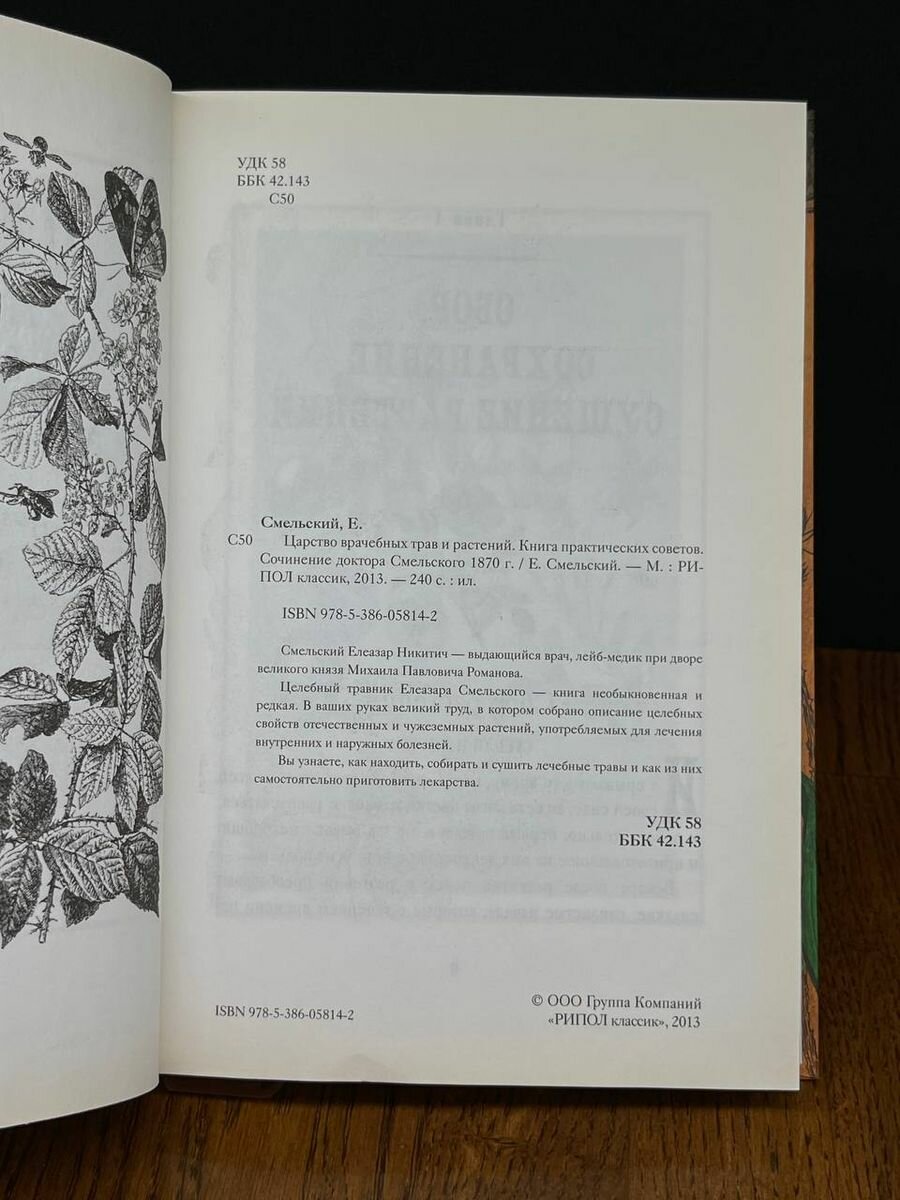 УДК 58
ББК 42.143
С50
Смельский, Е.
С50 Царство врачебных трав и растений. Книга практических советов.
Сочинение доктора Смельского 1870 г. / Е. Смельский. — М. : РИ-
ПОЛ классик, 2013. — 240 с. : ил.
ISBN 978-5-386-05814-2
Смельский Елеазар Никитич — выдающийся врач, лейб-медик при дворе
великого князя Михаила Павловича Романова.
Целебный травник Елеазара Смельского — книга необыкновенная и
редкая. В ваших руках великий труд, в котором собрано описание целебных
свойств отечественных и чужеземных растений, употребляемых для лечения
внутренних и наружных болезней.
Вы узнаете, как находить, собирать и сушить лечебные травы и как из них
самостоятельно приготовить лекарства.
УДК 58
ББК 42.143
ISBN 978-5-386-05814-2
© ООО Группа Компаний
«РИПОЛ классик», 2013